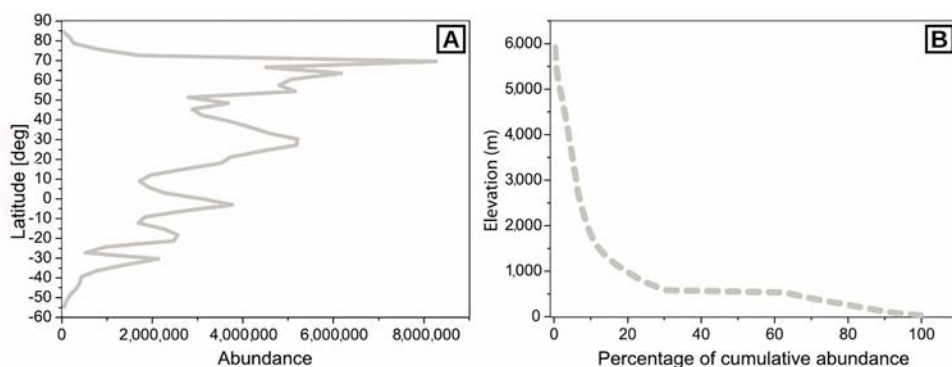 A
Latitude [deg]
90
80
70
60
50
40
30
20
10
0
-10
-20
-30
-40
-50
-60
0 2,000,000 4,000,000 6,000,000 8,000,000
Abundance
B
Elevation (m)
6,000
5,000
4,000
3,000
2,000
1,000
0
0 20 40 60 80 100
Percentage of cumulative abundance